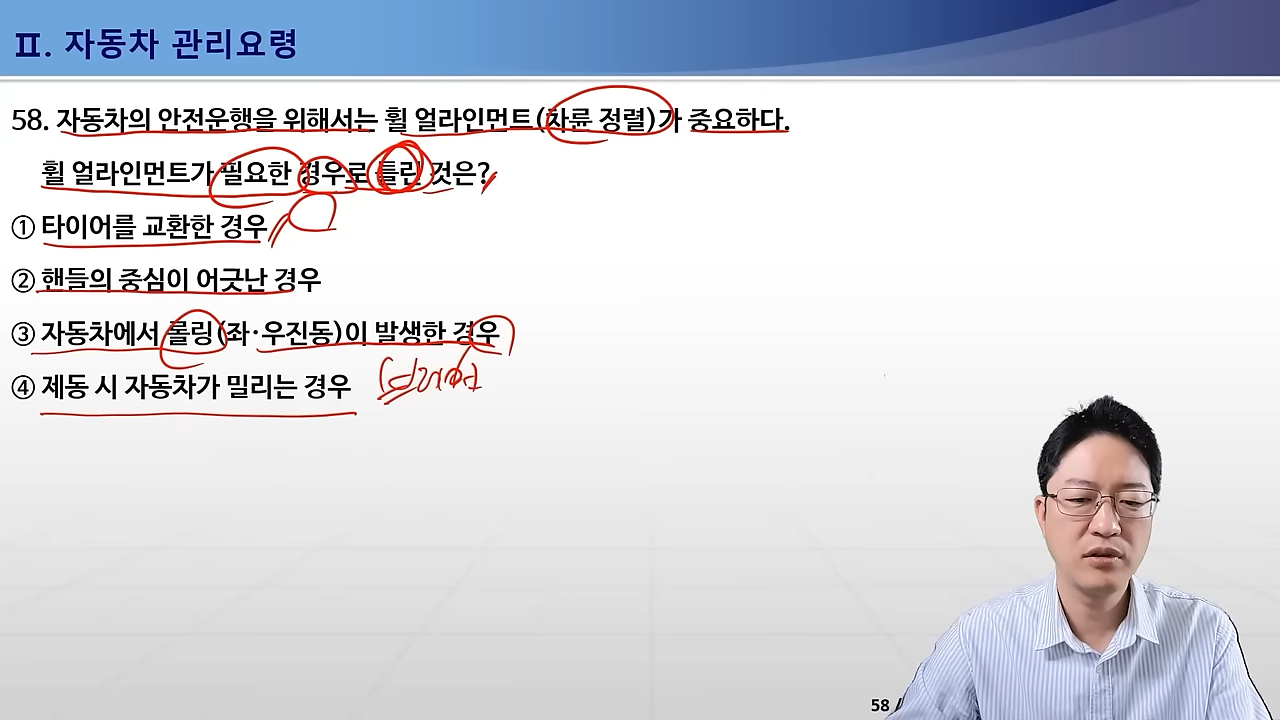 Ⅱ. 자동차 관리요령
58. 자동차의 안전운행을 위해서는 휠 얼라인먼트(차륜 정렬)가 중요하다.
휠 얼라인먼트가 필요한 경우로 틀린 것은?
① 타이어를 교환한 경우
② 핸들의 중심이 어긋난 경우
③ 자동차에서 롤링(좌·우진동)이 발생한 경우
④ 제동 시 자동차가 밀리는 경우
58 /